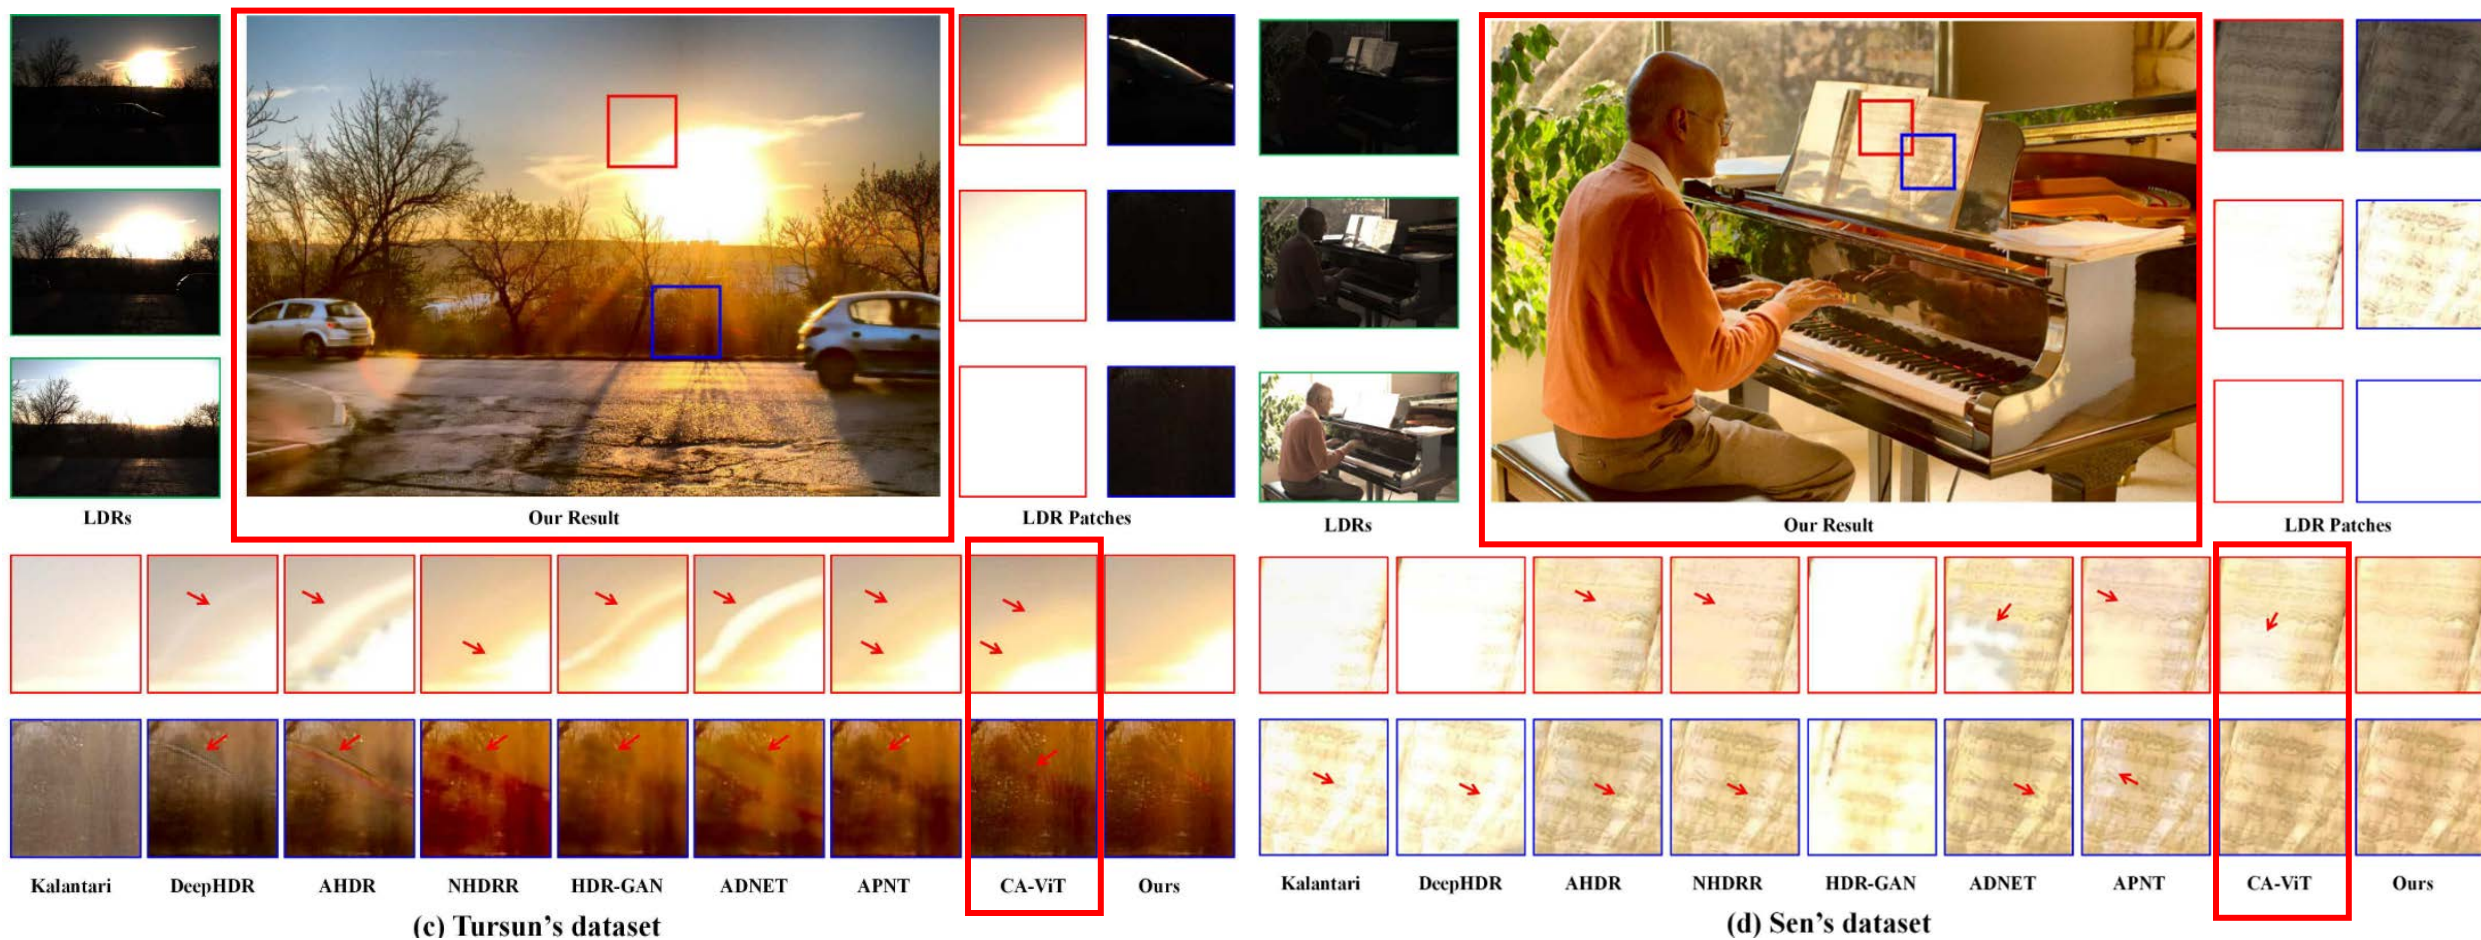 LDRs
Our Result
LDR Patches
LDRs
Our Result
LDR Patches
Kalantari
DeepHDR
AHDR
NHDRR
HDR-GAN
ADNET
APNT
CA-ViT
Ours
Kalantari
DeepHDR
AHDR
NHDRR
HDR-GAN
ADNET
APNT
CA-ViT
Ours
(c) Tursun's dataset
(d) Sen's dataset